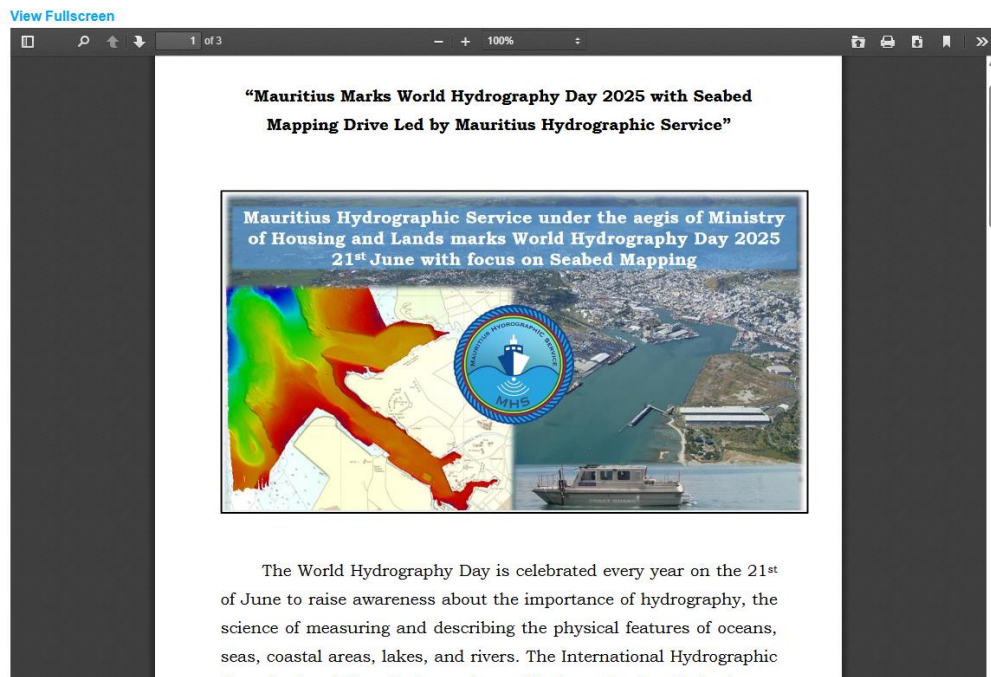 View Fullscreen
1 of 3
100%
“Mauritius Marks World Hydrography Day 2025 with Seabed
Mapping Drive Led by Mauritius Hydrographic Service”
Mauritius Hydrographic Service under the aegis of Ministry
of Housing and Lands marks World Hydrography Day 2025
21st June with focus on Seabed Mapping
MAURITIUS HYDROGRAPHIC SERVICE
MHS
COAST GUARD
The World Hydrography Day is celebrated every year on the 21st
of June to raise awareness about the importance of hydrography, the
science of measuring and describing the physical features of oceans,
seas, coastal areas, lakes, and rivers. The International Hydrographic